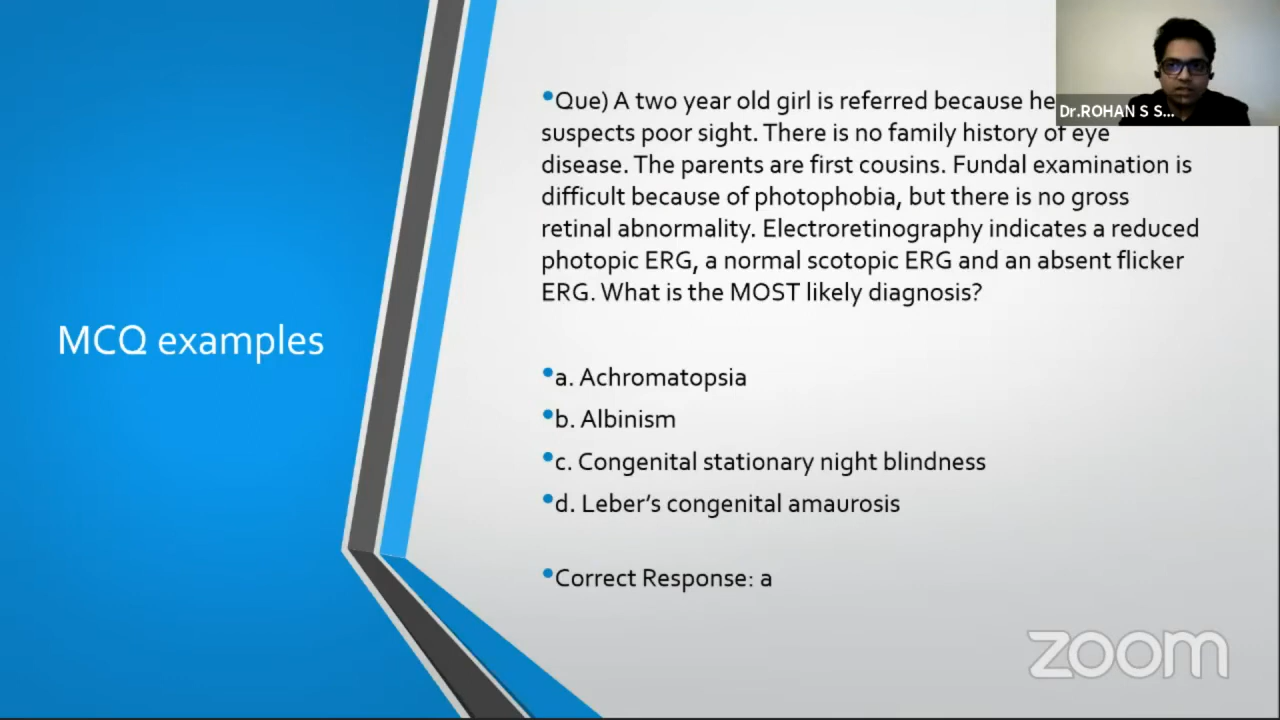 MCQ examples
•Que) A two year old girl is referred because he
suspects poor sight. There is no family history of eye
disease. The parents are first cousins. Fundal examination is
difficult because of photophobia, but there is no gross
retinal abnormality. Electroretinography indicates a reduced
photopic ERG, a normal scotopic ERG and an absent flicker
ERG. What is the MOST likely diagnosis?
•a. Achromatopsia
•b. Albinism
•c. Congenital stationary night blindness
•d. Leber’s congenital amaurosis
•Correct Response: a
Dr.ROHAN S S...
zoom